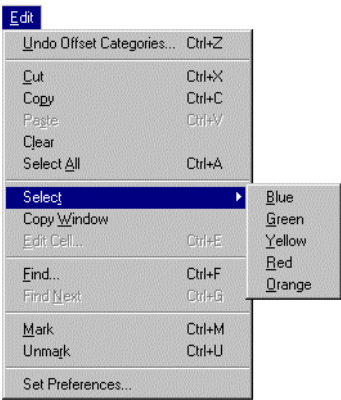 Edit
Undo Offset Categories... Ctrl+Z
Cut Ctrl+X
Copy Ctrl+C
Paste Ctrl+V
Clear
Select All Ctrl+A
Select Blue
Copy Window Green
Edit Cell... Ctrl+E Yellow
Red
Find... Ctrl+F Orange
Find Next Ctrl+G
Mark Ctrl+M
Unmark Ctrl+U
Set Preferences...